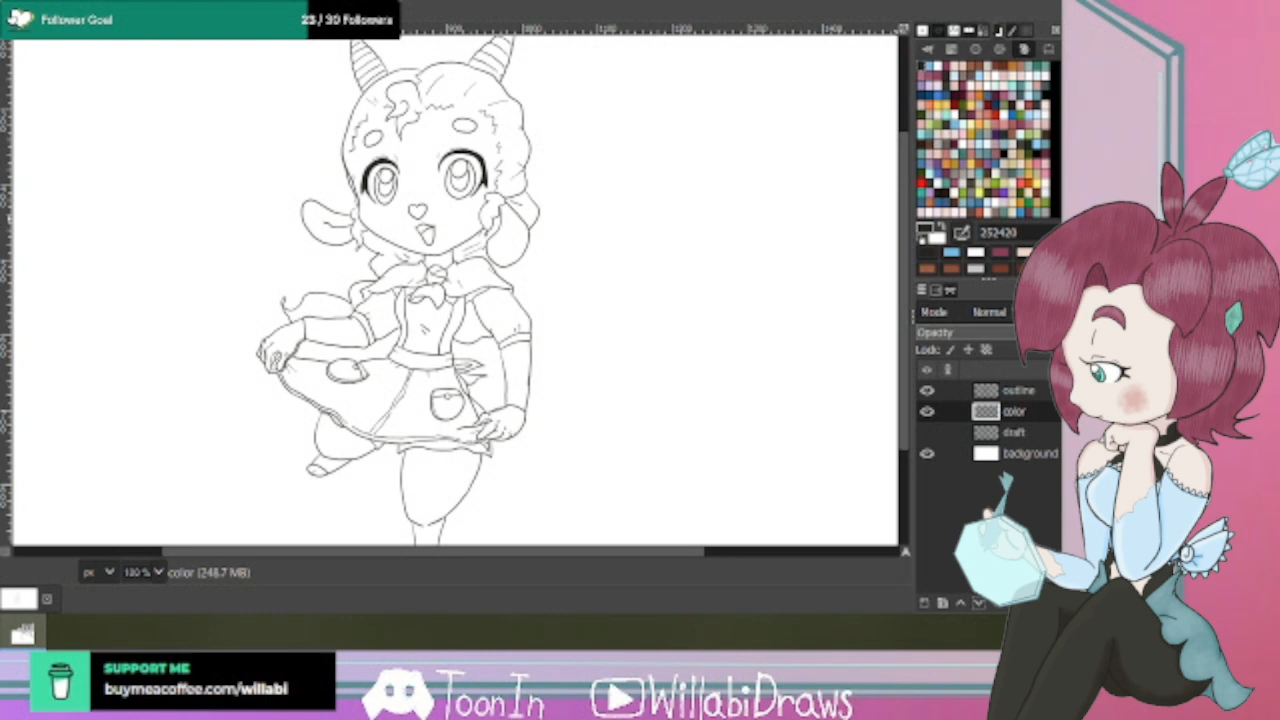 Follower Goal
23 / 30 Followers
252420
Mode Normal
Opacity
Lock:
outline
color
draft
background
px 100 % color (248.7 MB)
SUPPORT ME
buymeacoffee.com/willabi
ToonIn
WillabiDraws